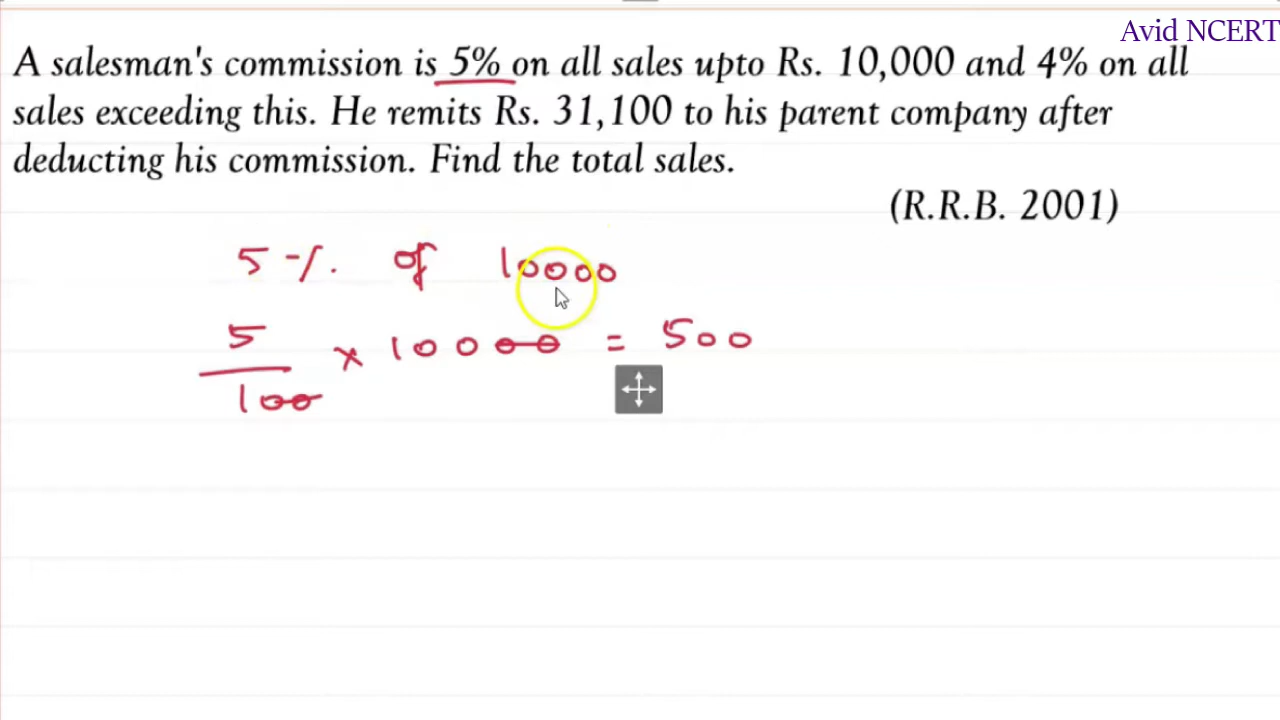 Avid NCERT
A salesman's commission is 5% on all sales upto Rs. 10,000 and 4% on all
sales exceeding this. He remits Rs. 31,100 to his parent company after
deducting his commission. Find the total sales.
(R.R.B. 2001)
5 % of 10000
5/100 × 10000 = 500